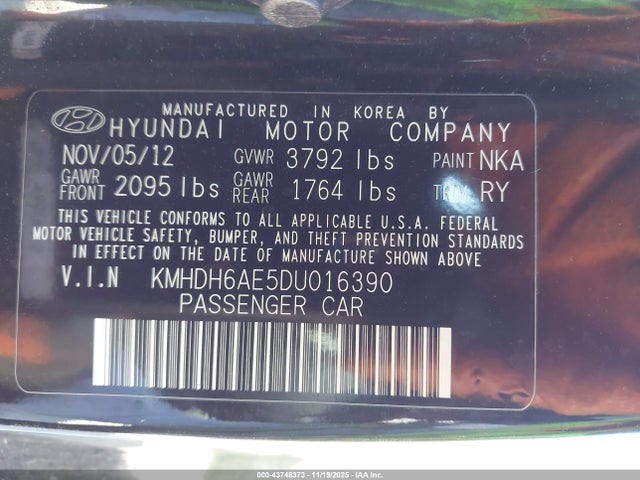 MANUFACTURED IN KOREA BY
HYUNDAI MOTOR COMPANY
NOV/05/12 GVWR 3792 lbs PAINT NKA
GAWR FRONT 2095 lbs GAWR REAR 1764 lbs TRIM RY
THIS VEHICLE CONFORMS TO ALL APPLICABLE U.S.A. FEDERAL
MOTOR VEHICLE SAFETY, BUMPER, AND THEFT PREVENTION STANDARDS
IN EFFECT ON THE DATE OF MANUFACTURE SHOWN ABOVE.
V.I.N KMHDH6AE5DU016390
PASSENGER CAR
000-43748373 - 11/19/2025 - IAA Inc.